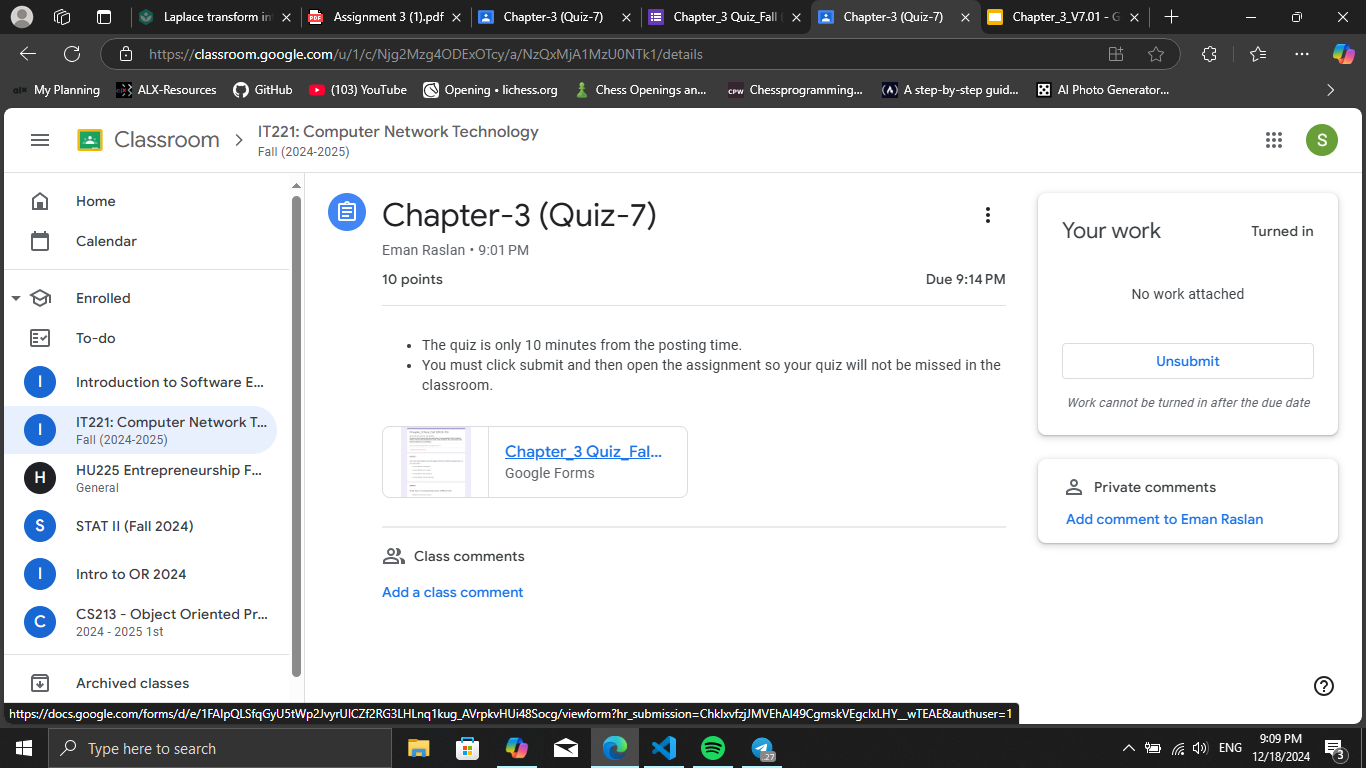 Laplace transform in
Assignment 3 (1).pdf
Chapter-3 (Quiz-7)
Chapter_3 Quiz_Fall (
Chapter-3 (Quiz-7)
Chapter_3_V7.01 - G
https://classroom.google.com/u/1/c/Njg2Mzg4ODExOTcy/a/NzQxMjA1MzU0NTk1/details
My Planning
ALX-Resources
GitHub
(103) YouTube
Opening • lichess.org
Chess Openings an...
CPW Chessprogramming...
A step-by-step guid...
AI Photo Generator...
Classroom
IT221: Computer Network Technology
Fall (2024-2025)
S
Home
Calendar
Enrolled
To-do
I Introduction to Software E...
I IT221: Computer Network T...
Fall (2024-2025)
H HU225 Entrepreneurship F...
General
S STAT II (Fall 2024)
I Intro to OR 2024
C CS213 - Object Oriented Pr...
2024 - 2025 1st
Archived classes
Chapter-3 (Quiz-7)
Eman Raslan • 9:01 PM
10 points
Due 9:14 PM
• The quiz is only 10 minutes from the posting time.
• You must click submit and then open the assignment so your quiz will not be missed in the
classroom.
Chapter_3 Quiz_Fal...
Google Forms
Class comments
Add a class comment
Your work
Turned in
No work attached
Unsubmit
Work cannot be turned in after the due date
Private comments
Add comment to Eman Raslan
https://docs.google.com/forms/d/e/1FAIpQLSfqGyU5tWp2JvyrUICZf2RG3LHLnq1kug_AVrpkvHUi48Socg/viewform?hr_submission=ChkIxvfzjJMVEhAI49CgmskVEgcIxLHY__wTEAE&authuser=1
Type here to search
27
ENG
9:09 PM
12/18/2024
3